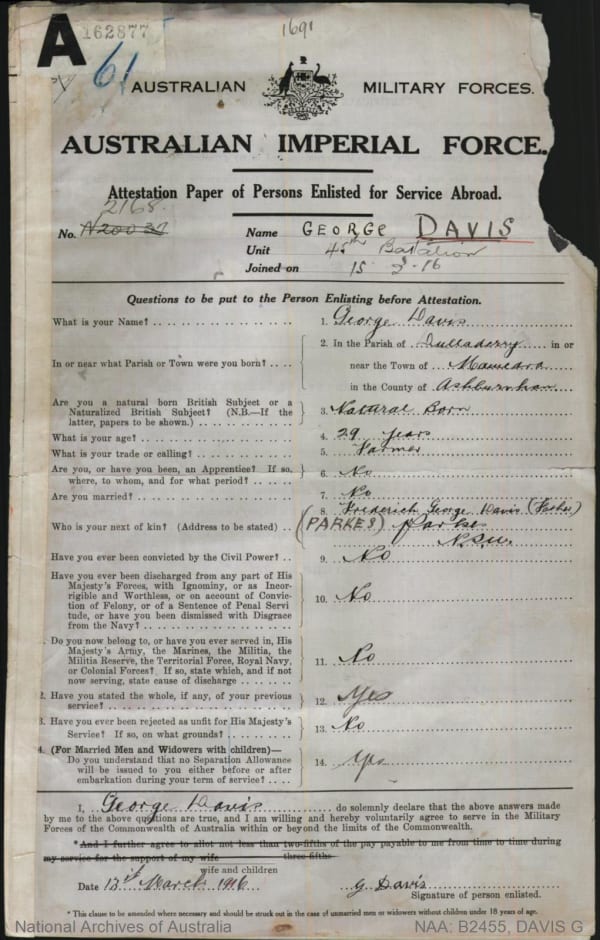 A 162877
1691
61
AUSTRALIAN MILITARY FORCES.
AUSTRALIAN IMPERIAL FORCE.
Attestation Paper of Persons Enlisted for Service Abroad.
2168.
No. N20037 Name GEORGE DAVIS
Unit 45th Battalion
Joined on 15 3-16
Questions to be put to the Person Enlisting before Attestation.
What is your Name? 1. George Davis
In or near what Parish or Town were you born? 2. In the Parish of in or
near the Town of
in the County of Ashburnham
Are you a natural born British Subject or a
Naturalized British Subject? (N.B.—If the
latter, papers to be shown.) 3. Natural Born
What is your age? 4. 29 years
What is your trade or calling? 5. Farmer
Are you, or have you been, an Apprentice? If so,
where, to whom, and for what period? 6. No
Are you married? 7. No
8. Frederick George Davis (Father)
Who is your next of kin? (Address to be stated) (PARKES) Parkes
N.S.W.
Have you ever been convicted by the Civil Power? 9. No
Have you ever been discharged from any part of His
Majesty's Forces, with Ignominy, or as Incor-
rigible and Worthless, or on account of Convic-
tion of Felony, or of a Sentence of Penal Servi
tude, or have you been dismissed with Disgrace
from the Navy? 10. No
. Do you now belong to, or have you ever served in, His
Majesty's Army, the Marines, the Militia, the
Militia Reserve, the Territorial Force, Royal Navy,
or Colonial Forces? If so, state which, and if not
now serving, state cause of discharge 11. No
2. Have you stated the whole, if any, of your previous
service? 12. Yes
3. Have you ever been rejected as unfit for His Majesty's
Service? If so, on what grounds? 13. No
4. (For Married Men and Widowers with children)—
Do you understand that no Separation Allowance
will be issued to you either before or after
embarkation during your term of service? 14. Yes
I, George Davis do solemnly declare that the above answers made
by me to the above questions are true, and I am willing and hereby voluntarily agree to serve in the Military
Forces of the Commonwealth of Australia within or beyond the limits of the Commonwealth.
*And I further agree to allot not less than two-fifths of the pay payable to me from time to time during
my service for the support of my wife three-fifths
wife and children
Date March 1916 G Davis
Signature of person enlisted.
* This clause to be amended where necessary and should be struck out in the case of unmarried men or widowers without children under 18 years of age.
National Archives of Australia NAA: B2455, DAVIS G